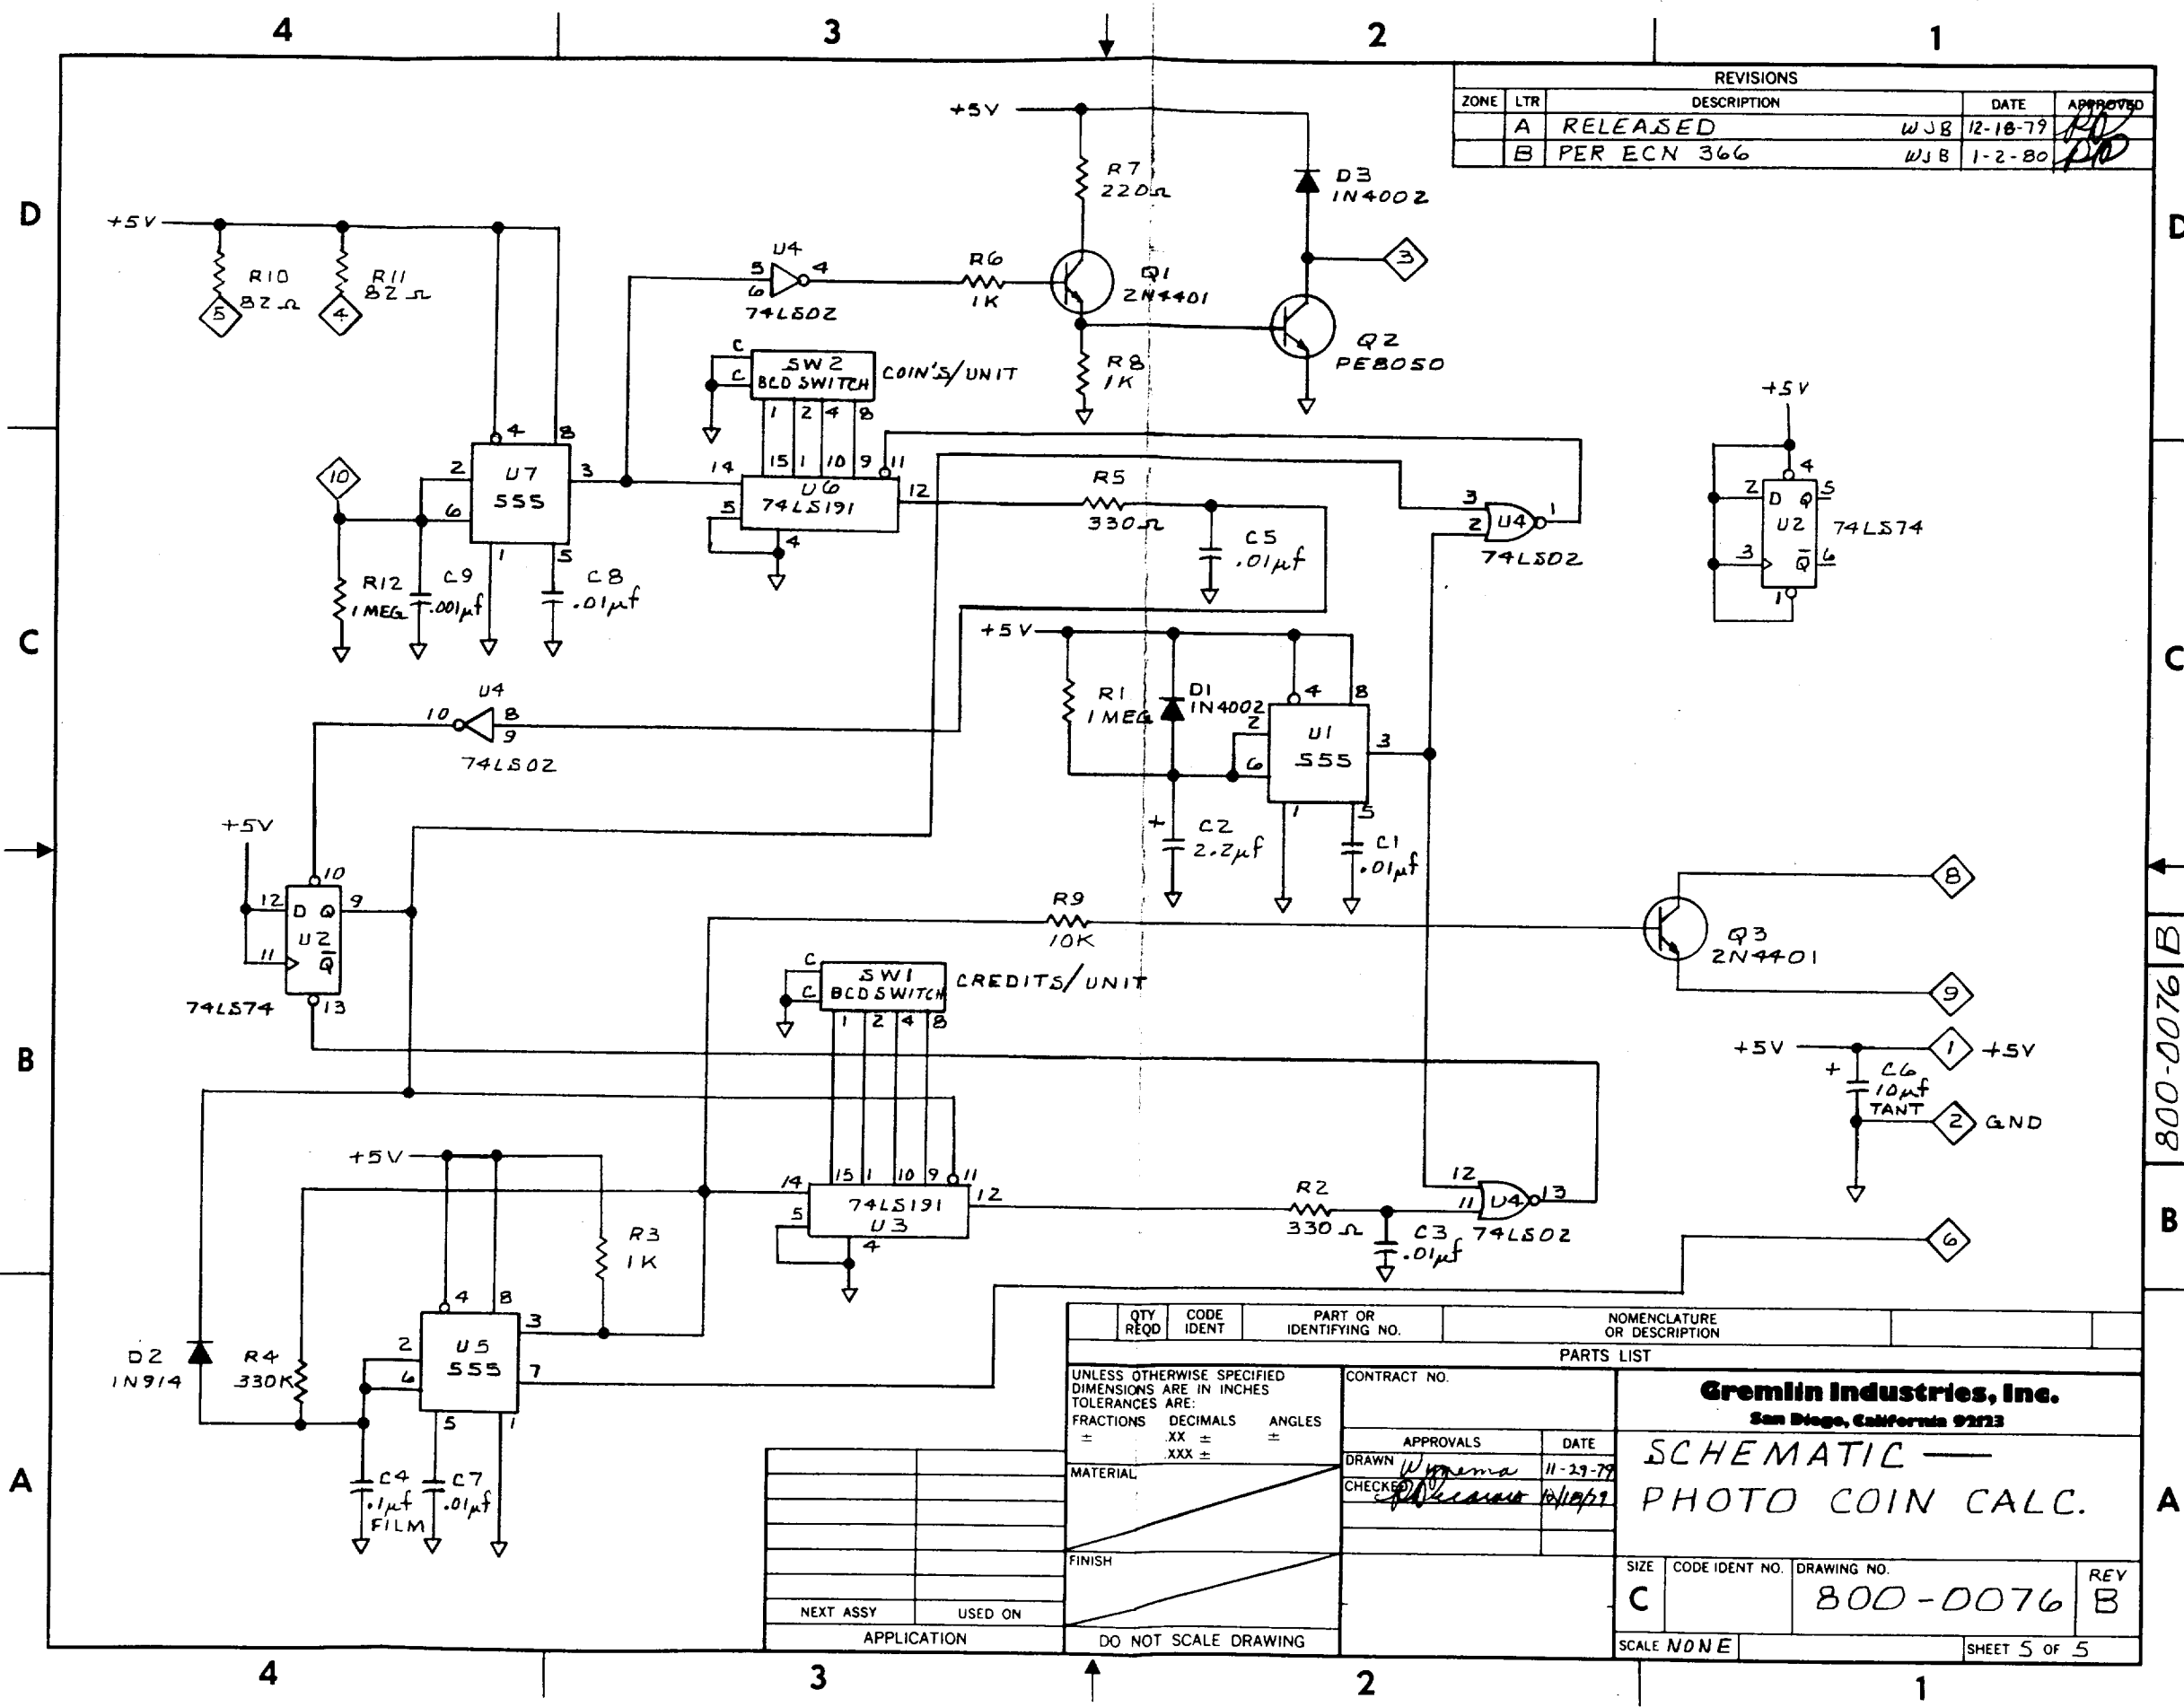 4 3 2 1
REVISIONS
ZONE LTR DESCRIPTION DATE APPROVED
A RELEASED WJB 12-18-79
B PER ECN 366 WJB 1-2-80
D D
+5V
R7
220Ω
D3
1N4002
3
+5V
R10
82Ω
5
R11
82Ω
4
U4
5 4
6
74LS02
R6
1K
Q1
2N4401
R8
1K
Q2
PE8050
C
C
SW2
BCD SWITCH
COIN'S/UNIT
1 2 4 8
15 1 10 9 11
14
U6
74LS191
12
5
4
10
4 8
2
U7
555
3
6
1 5
R12
1 MEG
C9
.001µf
C8
.01µf
R5
330Ω
C5
.01µf
3
2 U4 1
74LS02
+5V
4
2 D Q 5
U2
74LS74
3 Q̅ 6
1
C C
+5V
R1
1 MEG
D1
1N4002
4 8
2
U1
555
3
6
1 5
+
C2
2.2µf
C1
.01µf
U4
10 8
9
74LS02
+5V
10
12 D Q 9
U2
11 Q̅
74LS74
13
R9
10K
Q3
2N4401
8
9
+5V 1 +5V
+
C6
10µf
TANT
2 GND
6
C
C
SW1
BCD SWITCH
CREDITS/UNIT
1 2 4 8
15 1 10 9 11
14
74LS191
U3
12
5
4
R2
330Ω
C3
.01µf
12
11 U4 13
74LS02
B B
+5V
R3
1K
4 8
3
2
U5
555
6
7
5 1
D2
1N914
R4
330K
C4
.1µf
FILM
C7
.01µf
A A
800-0076 B
QTY REQD CODE IDENT PART OR IDENTIFYING NO. NOMENCLATURE OR DESCRIPTION
PARTS LIST
UNLESS OTHERWISE SPECIFIED
DIMENSIONS ARE IN INCHES
TOLERANCES ARE:
FRACTIONS DECIMALS ANGLES
± .XX ± ±
.XXX ±
MATERIAL
FINISH
DO NOT SCALE DRAWING
NEXT ASSY USED ON
APPLICATION
CONTRACT NO.
APPROVALS DATE
DRAWN 11-29-79
CHECKED 12/18/79
Gremlin Industries, Inc.
San Diego, California 92123
SCHEMATIC —
PHOTO COIN CALC.
SIZE CODE IDENT NO. DRAWING NO. REV
C 800-0076 B
SCALE NONE SHEET 5 OF 5
4 3 2 1